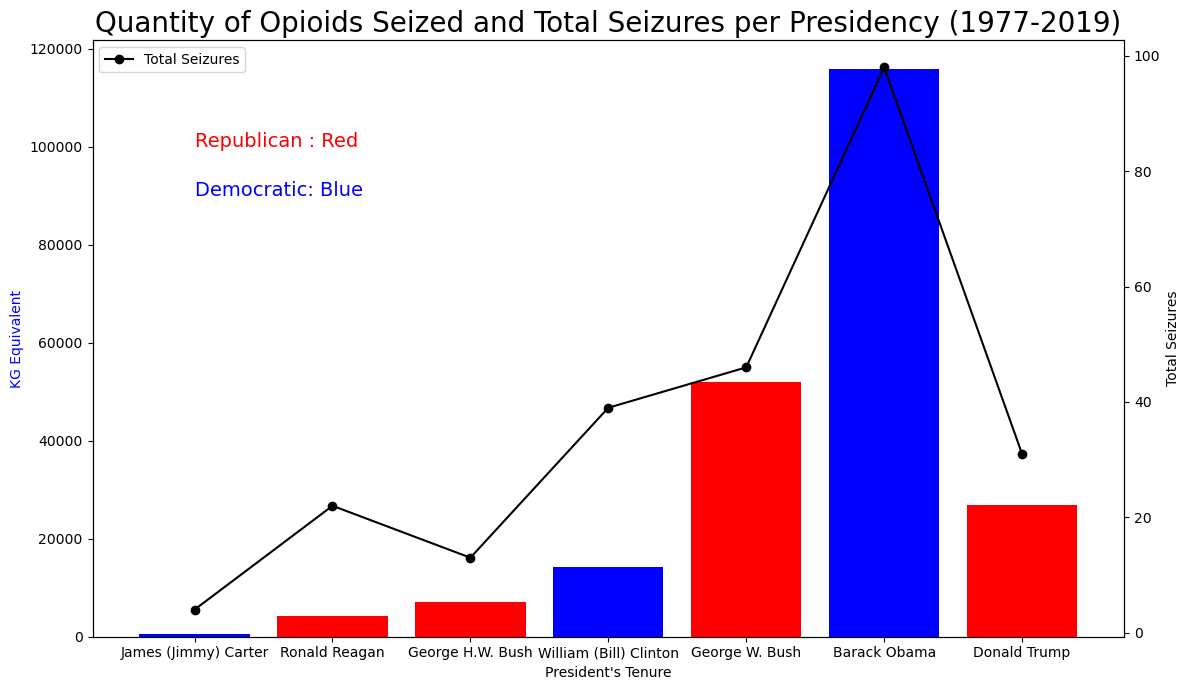 Quantity of Opioids Seized and Total Seizures per Presidency (1977-2019)
Total Seizures
Republican : Red
Democratic: Blue
KG Equivalent
120000
100000
80000
60000
40000
20000
0
100
80
60
40
20
0
Total Seizures
James (Jimmy) Carter
Ronald Reagan
George H.W. Bush
William (Bill) Clinton
George W. Bush
Barack Obama
Donald Trump
President's Tenure